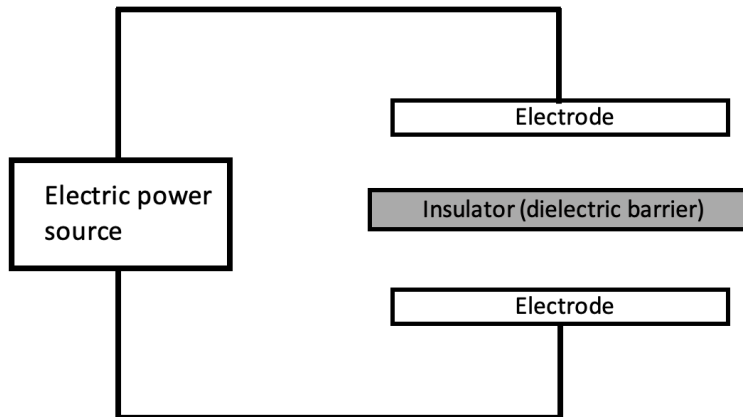 Electrode
Electric power
source
Insulator (dielectric barrier)
Electrode